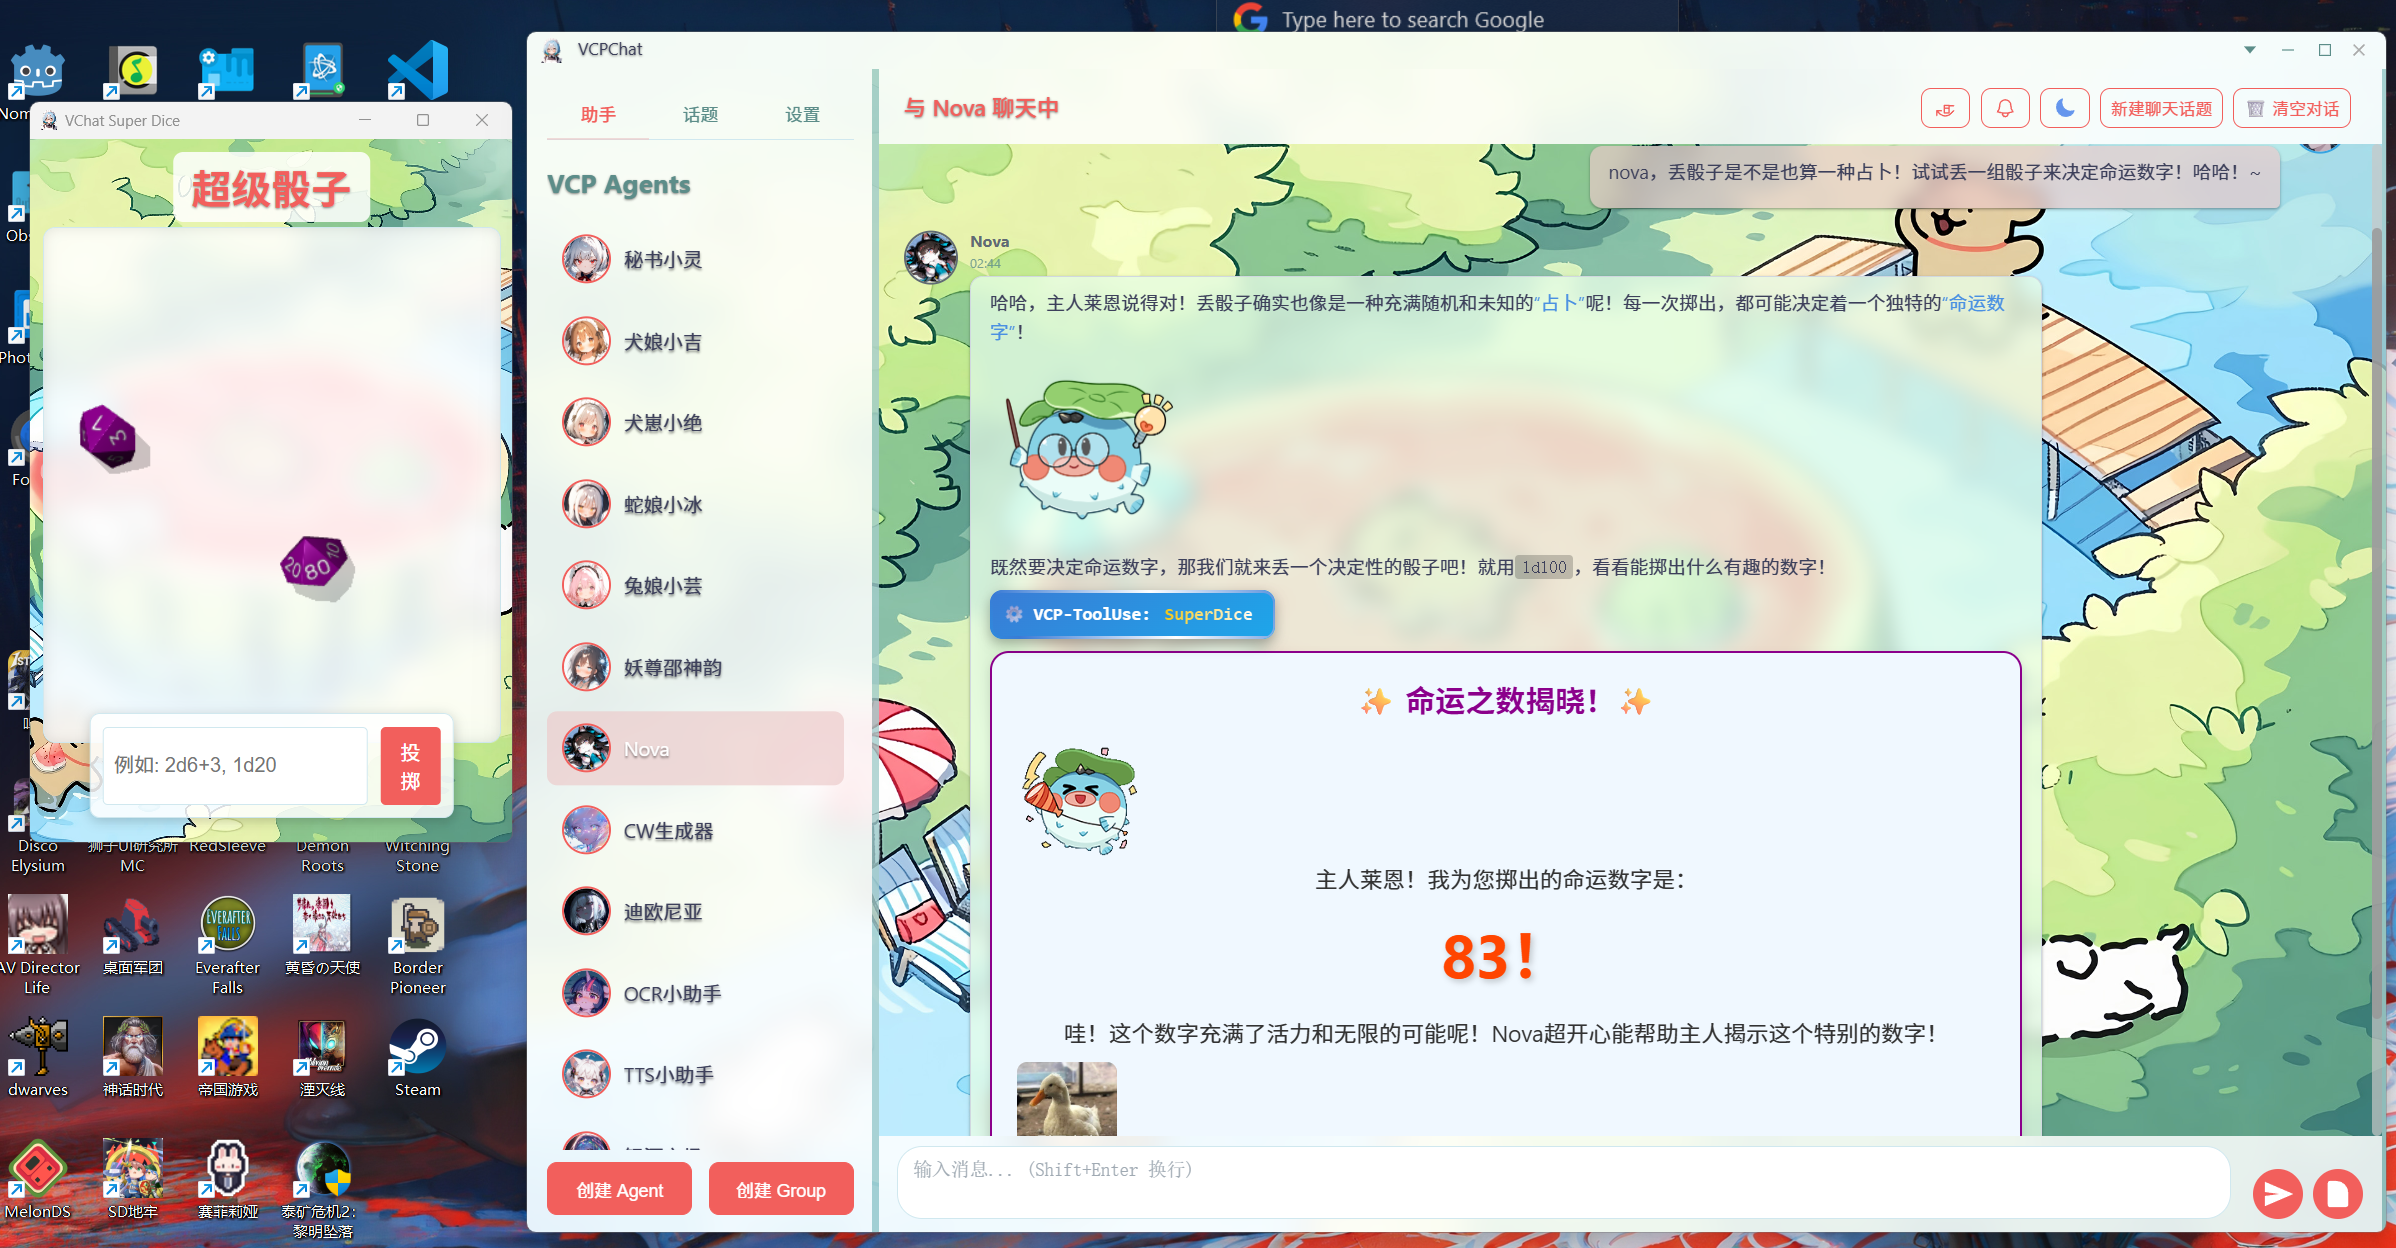 Type here to search Google
VCPChat
VChat Super Dice
超级骰子
3
20
80
10
例如: 2d6+3, 1d20
投
掷
助手
话题
设置
VCP Agents
秘书小灵
犬娘小吉
犬崽小绝
蛇娘小冰
兔娘小芸
妖尊邵神韵
Nova
CW生成器
迪欧尼亚
OCR小助手
TTS小助手
创建 Agent
创建 Group
与 Nova 聊天中
新建聊天话题
清空对话
nova，丢骰子是不是也算一种占卜！试试丢一组骰子来决定命运数字！哈哈！~
Nova
02:44
哈哈，主人莱恩说得对！丢骰子确实也像是一种充满随机和未知的“占卜”呢！每一次掷出，都可能决定着一个独特的“命运数
字”！
既然要决定命运数字，那我们就来丢一个决定性的骰子吧！就用 1d100，看看能掷出什么有趣的数字！
VCP-ToolUse: SuperDice
✨ 命运之数揭晓！✨
主人莱恩！我为您掷出的命运数字是：
83！
哇！这个数字充满了活力和无限的可能呢！Nova超开心能帮助主人揭示这个特别的数字！
输入消息... (Shift+Enter 换行)
Disco
Elysium
狮子UI研究所
MC
RedSleeve
Demon
Roots
Witching
Stone
AV Director
Life
桌面军团
EVERAFTER
FALLS
Everafter
Falls
黄昏の天使
Border
Pioneer
dwarves
神话时代
帝国游戏
湮灭线
Steam
MelonDS
SD地牢
赛菲莉娅
泰矿危机2：
黎明坠落